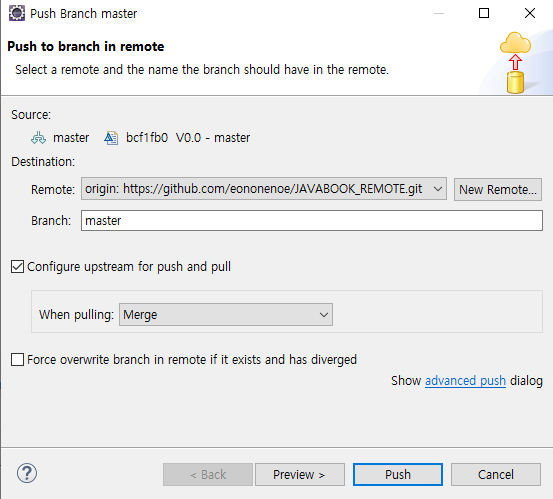 Push Branch master
Push to branch in remote
Select a remote and the name the branch should have in the remote.
Source:
master bcf1fb0 V0.0 - master
Destination:
Remote: origin: https://github.com/eononenoe/JAVABOOK_REMOTE.git New Remote...
Branch: master
Configure upstream for push and pull
When pulling: Merge
Force overwrite branch in remote if it exists and has diverged
Show advanced push dialog
< Back Preview > Push Cancel